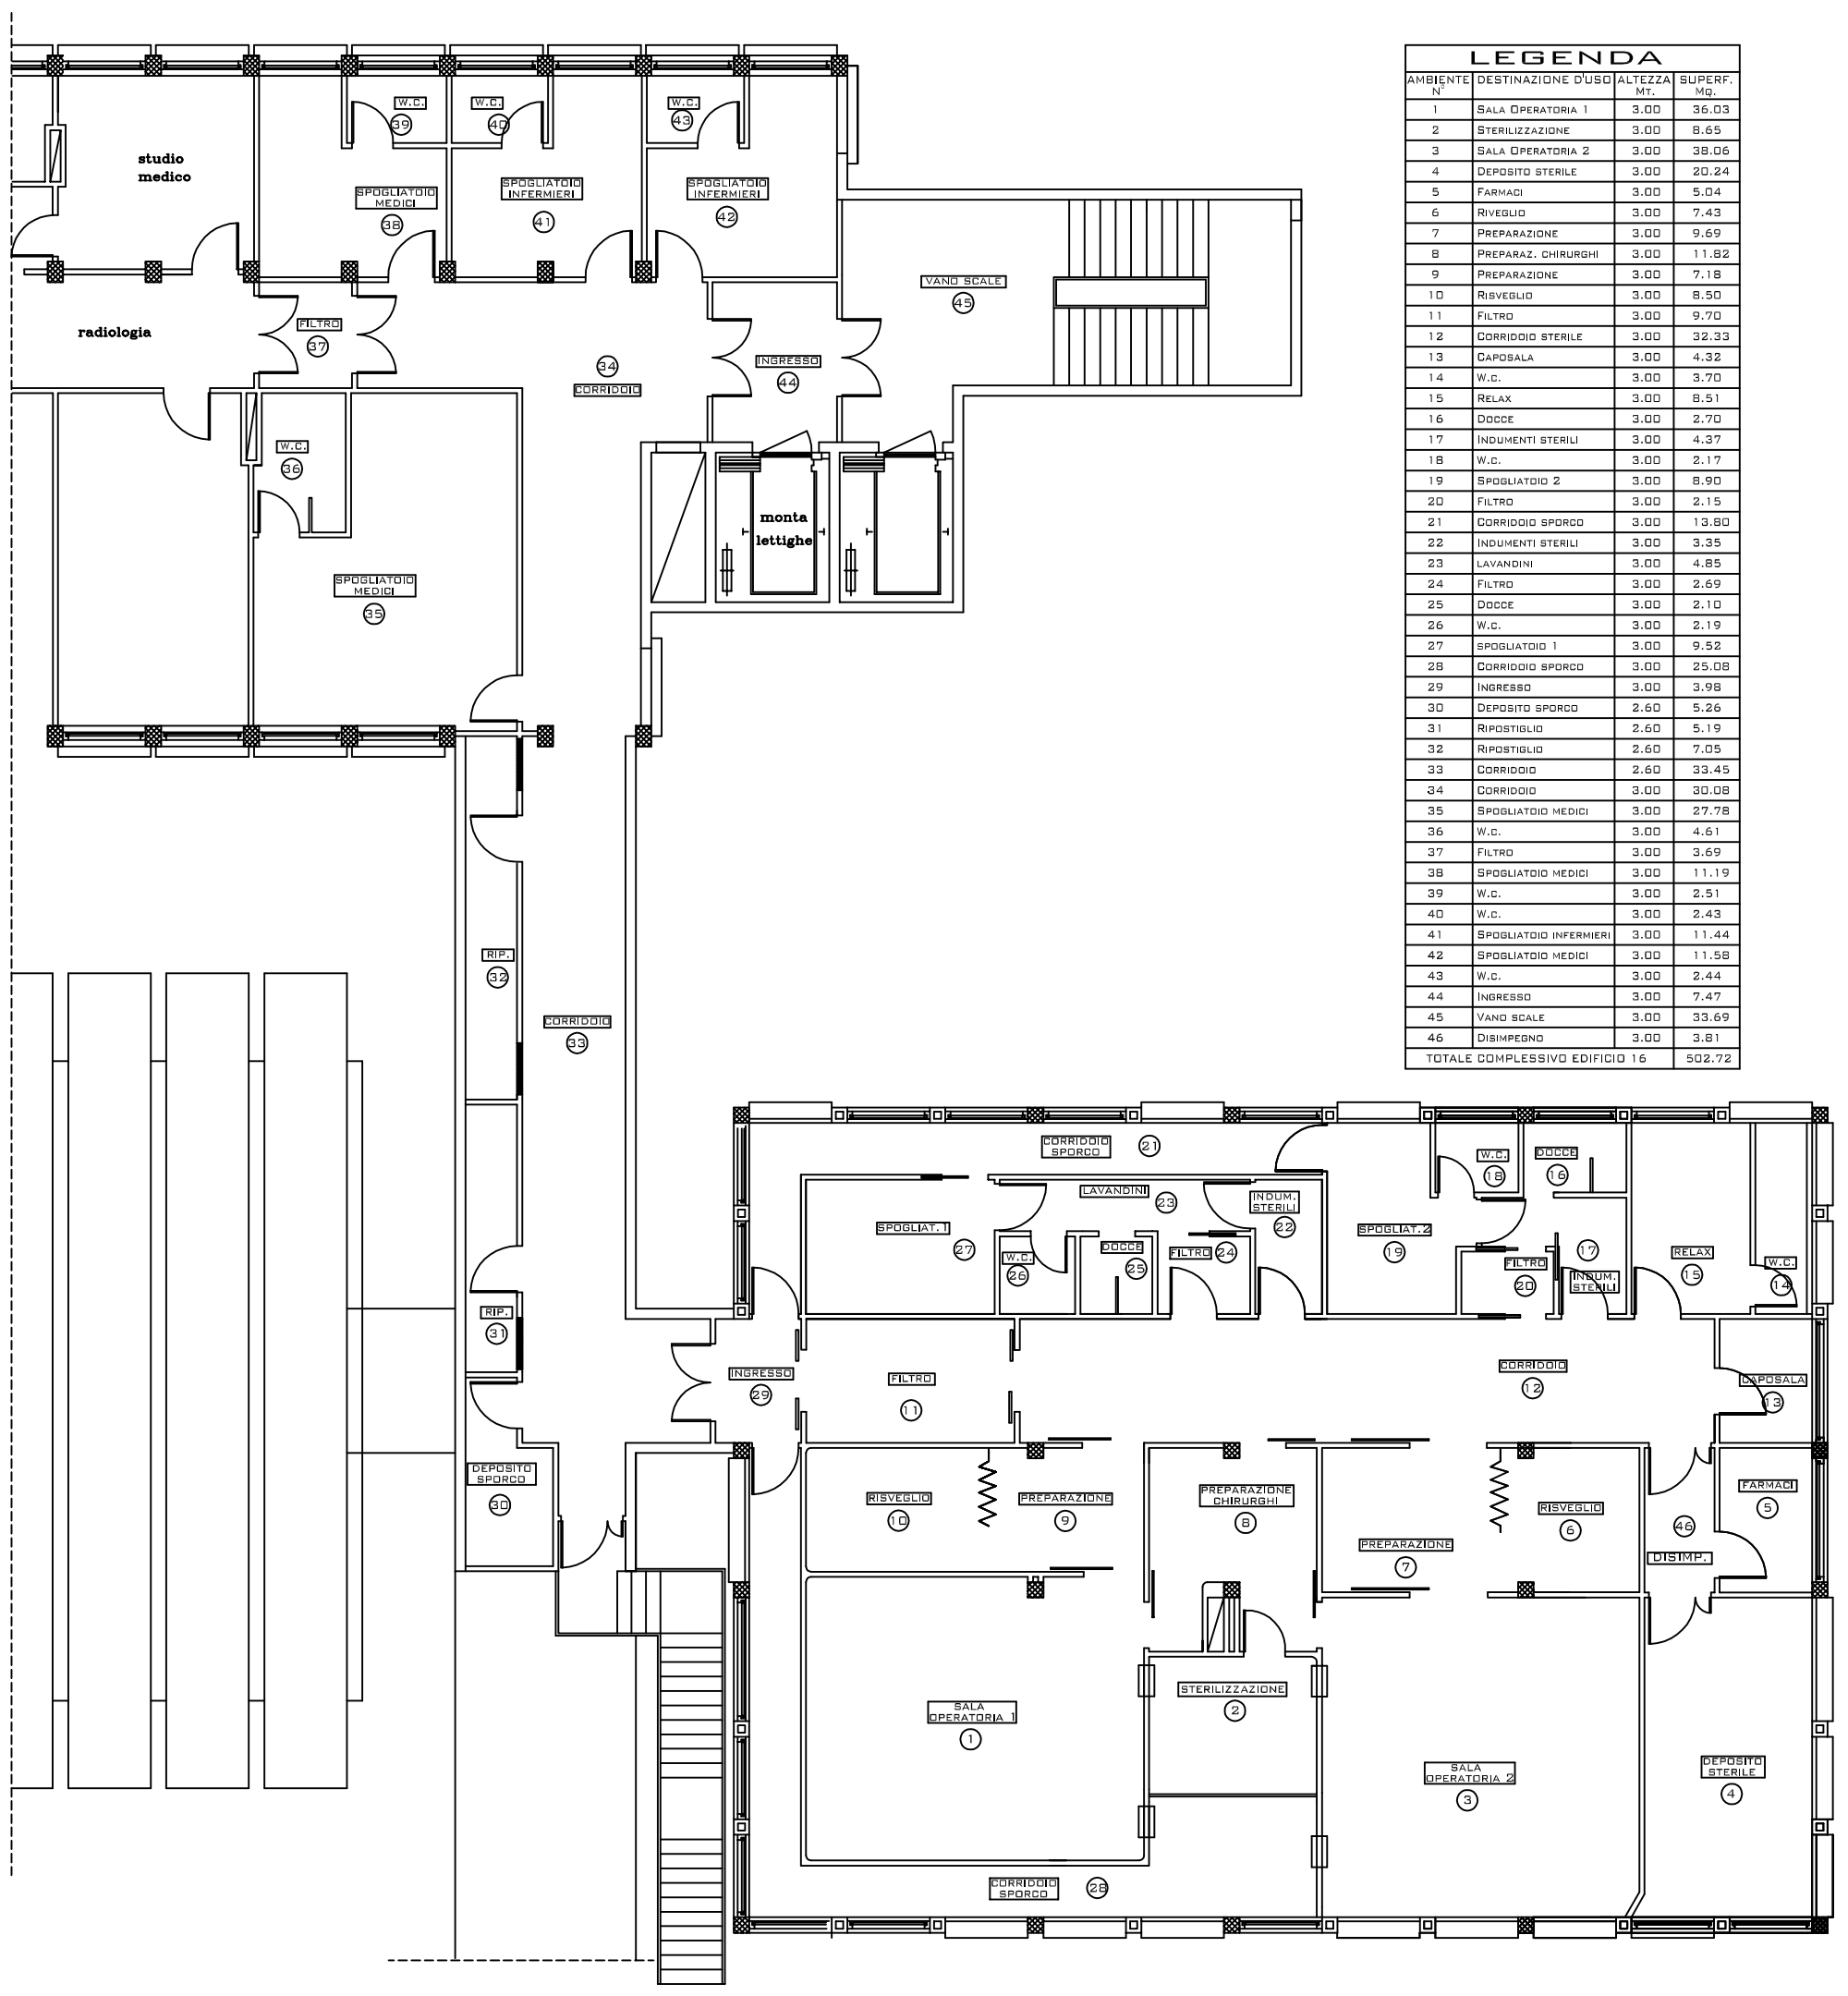 LEGENDA
AMBIENTE N° DESTINAZIONE D'USO ALTEZZA MT. SUPERF. MQ.
1 SALA OPERATORIA 1 3.00 36.03
2 STERILIZZAZIONE 3.00 8.65
3 SALA OPERATORIA 2 3.00 38.06
4 DEPOSITO STERILE 3.00 20.24
5 FARMACI 3.00 5.04
6 RIVEGLIO 3.00 7.43
7 PREPARAZIONE 3.00 9.69
8 PREPARAZ. CHIRURGHI 3.00 11.82
9 PREPARAZIONE 3.00 7.18
10 RISVEGLIO 3.00 8.50
11 FILTRO 3.00 9.70
12 CORRIDOIO STERILE 3.00 32.33
13 CAPOSALA 3.00 4.32
14 W.C. 3.00 3.70
15 RELAX 3.00 8.51
16 DOCCE 3.00 2.70
17 INDUMENTI STERILI 3.00 4.37
18 W.C. 3.00 2.17
19 SPOGLIATOIO 2 3.00 8.90
20 FILTRO 3.00 2.15
21 CORRIDOIO SPORCO 3.00 13.80
22 INDUMENTI STERILI 3.00 3.35
23 LAVANDINI 3.00 4.85
24 FILTRO 3.00 2.69
25 DOCCE 3.00 2.10
26 W.C. 3.00 2.19
27 SPOGLIATOIO 1 3.00 9.52
28 CORRIDOIO SPORCO 3.00 25.08
29 INGRESSO 3.00 3.98
30 DEPOSITO SPORCO 2.60 5.26
31 RIPOSTIGLIO 2.60 5.19
32 RIPOSTIGLIO 2.60 7.05
33 CORRIDOIO 2.60 33.45
34 CORRIDOIO 3.00 30.08
35 SPOGLIATOIO MEDICI 3.00 27.78
36 W.C. 3.00 4.61
37 FILTRO 3.00 3.69
38 SPOGLIATOIO MEDICI 3.00 11.19
39 W.C. 3.00 2.51
40 W.C. 3.00 2.43
41 SPOGLIATOIO INFERMIERI 3.00 11.44
42 SPOGLIATOIO MEDICI 3.00 11.58
43 W.C. 3.00 2.44
44 INGRESSO 3.00 7.47
45 VANO SCALE 3.00 33.69
46 DISIMPEGNO 3.00 3.81
TOTALE COMPLESSIVO EDIFICIO 16 502.72
studio
medico
W.C.
39
W.C.
40
W.C.
43
SPOGLIATOIO
MEDICI
38
SPOGLIATOIO
INFERMIERI
41
SPOGLIATOIO
INFERMIERI
42
VANO SCALE
45
radiologia
FILTRO
37
34
CORRIDOIO
INGRESSO
44
W.C.
36
monta
lettighe
SPOGLIATOIO
MEDICI
35
RIP.
32
CORRIDOIO
33
RIP.
31
DEPOSITO
SPORCO
30
CORRIDOIO
SPORCO
21
LAVANDINI
23
INDUM.
STERILI
22
SPOGLIAT.1
27
W.C.
26
DOCCE
25
FILTRO
24
W.C.
18
DOCCE
16
SPOGLIAT.2
19
FILTRO
20
17
INDUM.
STERILI
RELAX
15
W.C.
14
INGRESSO
29
FILTRO
11
CORRIDOIO
12
CAPOSALA
13
RISVEGLIO
10
PREPARAZIONE
9
PREPARAZIONE
CHIRURGHI
8
PREPARAZIONE
7
RISVEGLIO
6
46
DISIMP.
FARMACI
5
SALA
OPERATORIA 1
1
STERILIZZAZIONE
2
SALA
OPERATORIA 2
3
DEPOSITO
STERILE
4
CORRIDOIO
SPORCO
28